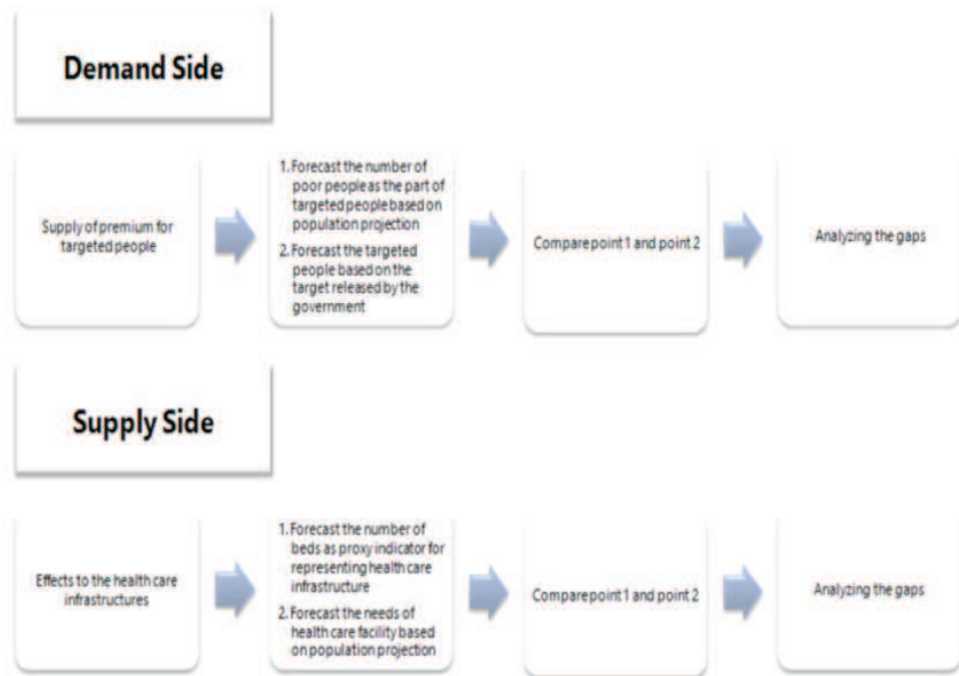 Demand Side
Supply of premium for
targeted people
1. Forecast the number of
poor people as the part of
targeted people based on
population projection
2. Forecast the targeted
people based on the
target released by the
government
Compare point 1 and point 2
Analyzing the gaps
Supply Side
Effects to the health care
infrastructures
1. Forecast the number of
beds as proxy indicator for
representing health care
infrastructure
2. Forecast the needs of
health care facility based
on population projection
Compare point 1 and point 2
Analyzing the gaps